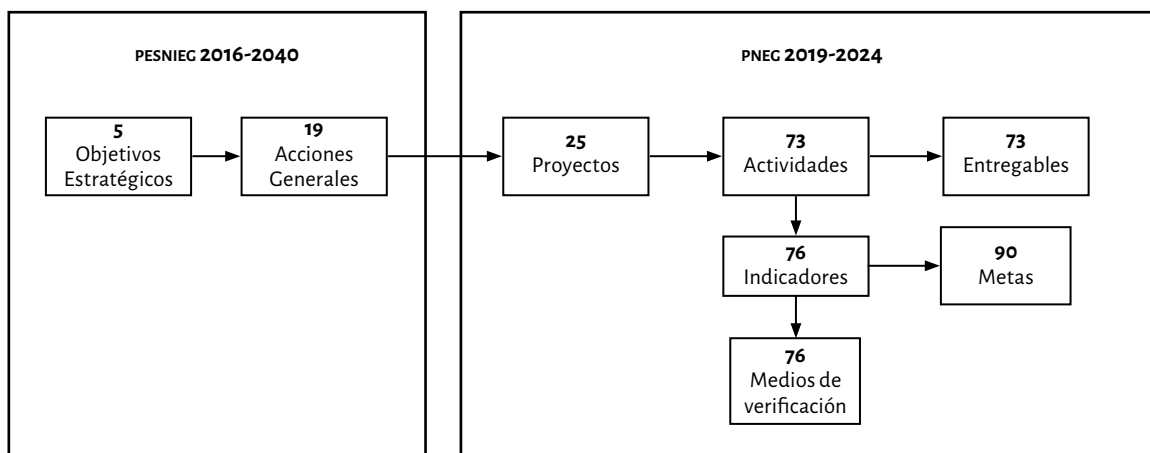 PESNIEG 2016-2040
5
Objetivos
Estratégicos
19
Acciones
Generales
PNEG 2019-2024
25
Proyectos
73
Actividades
73
Entregables
76
Indicadores
90
Metas
76
Medios de
verificación